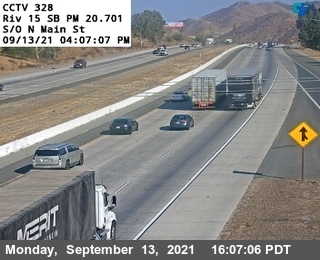 CCTV 328
Riv 15 SB PM 20.701
S/O N Main St
09/13/21 04:07:07 PM
MERIT
Monday, September 13, 2021 16:07:06 PDT